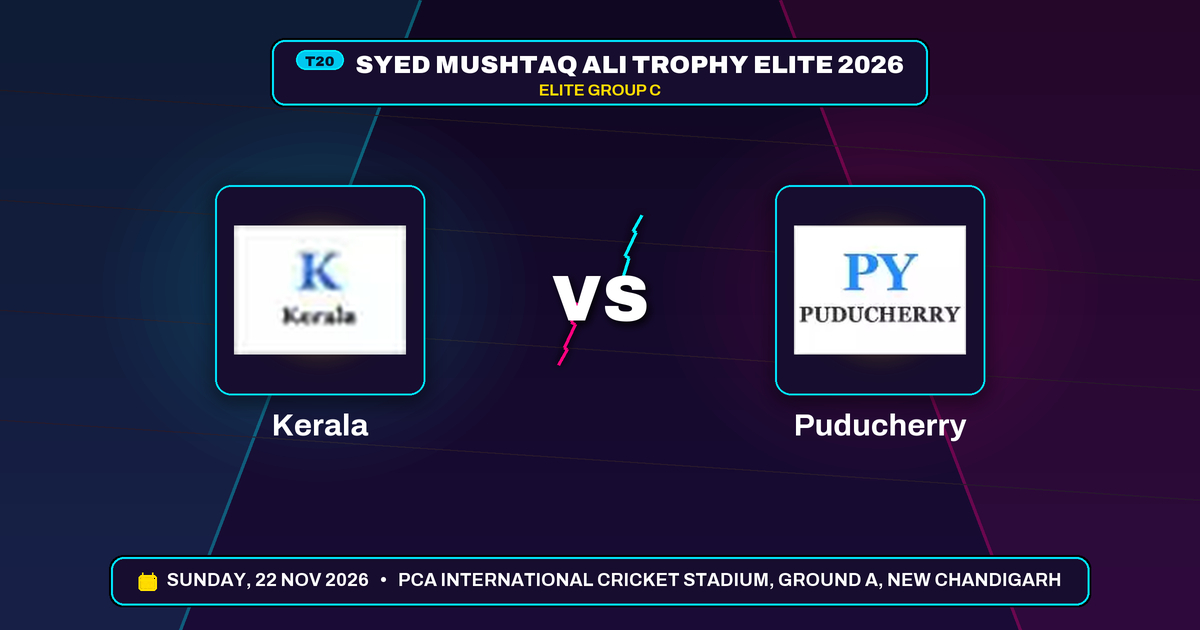 T20 SYED MUSHTAQ ALI TROPHY ELITE 2026
ELITE GROUP C
K
Kerala
VS
PY
PUDUCHERRY
Kerala
Puducherry
SUNDAY, 22 NOV 2026 • PCA INTERNATIONAL CRICKET STADIUM, GROUND A, NEW CHANDIGARH